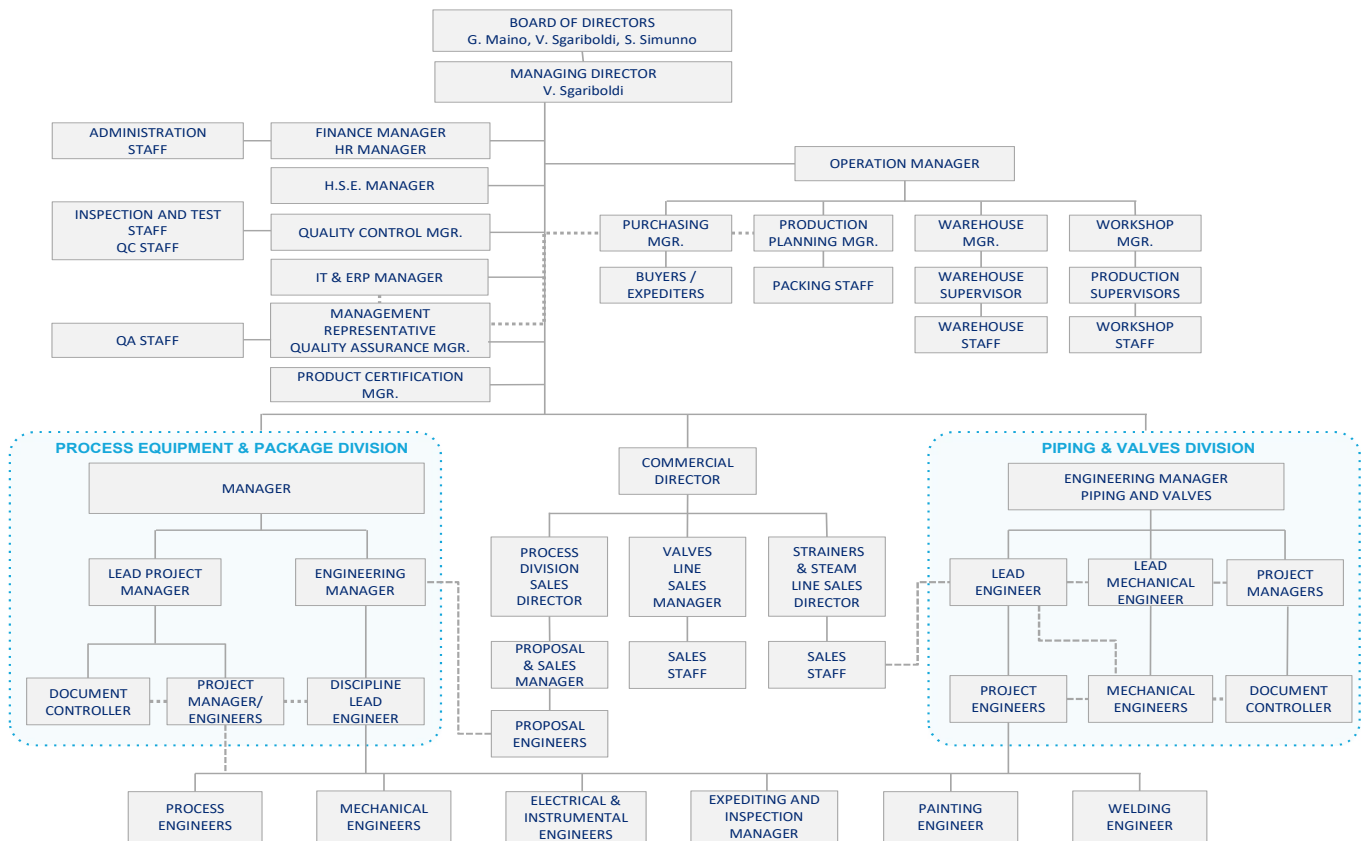 BOARD OF DIRECTORS
G. Maino, V. Sgariboldi, S. Simunno
MANAGING DIRECTOR
V. Sgariboldi
ADMINISTRATION
STAFF
FINANCE MANAGER
HR MANAGER
OPERATION MANAGER
H.S.E. MANAGER
INSPECTION AND TEST
STAFF
QC STAFF
QUALITY CONTROL MGR.
PURCHASING
MGR.
PRODUCTION
PLANNING MGR.
WAREHOUSE
MGR.
WORKSHOP
MGR.
IT & ERP MANAGER
BUYERS /
EXPEDITERS
PACKING STAFF
WAREHOUSE
SUPERVISOR
PRODUCTION
SUPERVISORS
QA STAFF
MANAGEMENT
REPRESENTATIVE
QUALITY ASSURANCE MGR.
WAREHOUSE
STAFF
WORKSHOP
STAFF
PRODUCT CERTIFICATION
MGR.
PROCESS EQUIPMENT & PACKAGE DIVISION
MANAGER
LEAD PROJECT
MANAGER
ENGINEERING
MANAGER
DOCUMENT
CONTROLLER
PROJECT
MANAGER/
ENGINEERS
DISCIPLINE
LEAD
ENGINEER
COMMERCIAL
DIRECTOR
PROCESS
DIVISION
SALES
DIRECTOR
VALVES
LINE
SALES
MANAGER
STRAINERS
& STEAM
LINE SALES
DIRECTOR
PROPOSAL
& SALES
MANAGER
SALES
STAFF
SALES
STAFF
PROPOSAL
ENGINEERS
PIPING & VALVES DIVISION
ENGINEERING MANAGER
PIPING AND VALVES
LEAD
ENGINEER
LEAD
MECHANICAL
ENGINEER
PROJECT
MANAGERS
PROJECT
ENGINEERS
MECHANICAL
ENGINEERS
DOCUMENT
CONTROLLER
PROCESS
ENGINEERS
MECHANICAL
ENGINEERS
ELECTRICAL &
INSTRUMENTAL
ENGINEERS
EXPEDITING AND
INSPECTION
MANAGER
PAINTING
ENGINEER
WELDING
ENGINEER